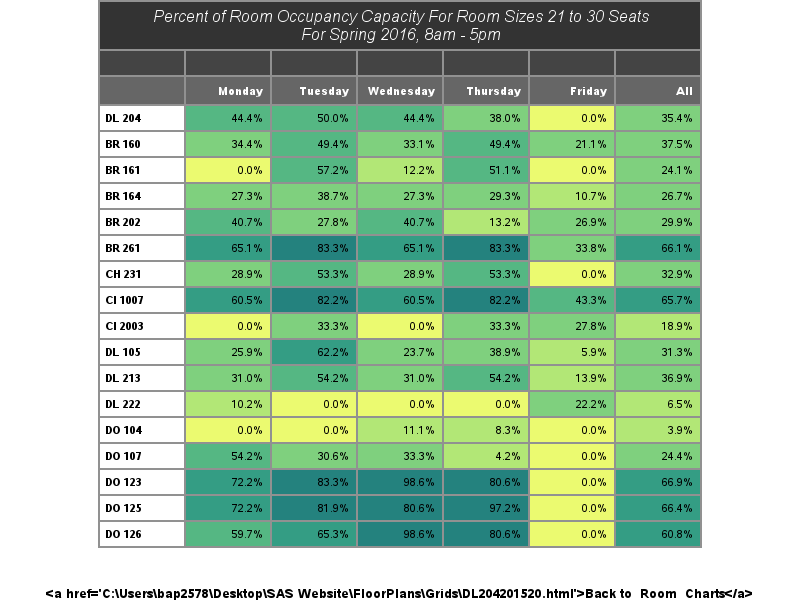 Percent of Room Occupancy Capacity For Room Sizes 21 to 30 Seats
For Spring 2016, 8am - 5pm
Monday Tuesday Wednesday Thursday Friday All
DL 204 44.4% 50.0% 44.4% 38.0% 0.0% 35.4%
BR 160 34.4% 49.4% 33.1% 49.4% 21.1% 37.5%
BR 161 0.0% 57.2% 12.2% 51.1% 0.0% 24.1%
BR 164 27.3% 38.7% 27.3% 29.3% 10.7% 26.7%
BR 202 40.7% 27.8% 40.7% 13.2% 26.9% 29.9%
BR 261 65.1% 83.3% 65.1% 83.3% 33.8% 66.1%
CH 231 28.9% 53.3% 28.9% 53.3% 0.0% 32.9%
CI 1007 60.5% 82.2% 60.5% 82.2% 43.3% 65.7%
CI 2003 0.0% 33.3% 0.0% 33.3% 27.8% 18.9%
DL 105 25.9% 62.2% 23.7% 38.9% 5.9% 31.3%
DL 213 31.0% 54.2% 31.0% 54.2% 13.9% 36.9%
DL 222 10.2% 0.0% 0.0% 0.0% 22.2% 6.5%
DO 104 0.0% 0.0% 11.1% 8.3% 0.0% 3.9%
DO 107 54.2% 30.6% 33.3% 4.2% 0.0% 24.4%
DO 123 72.2% 83.3% 98.6% 80.6% 0.0% 66.9%
DO 125 72.2% 81.9% 80.6% 97.2% 0.0% 66.4%
DO 126 59.7% 65.3% 98.6% 80.6% 0.0% 60.8%
<a href='C:\Users\bap2578\Desktop\SAS Website\FloorPlans\Grids\DL204201520.html'>Back to Room Charts</a>